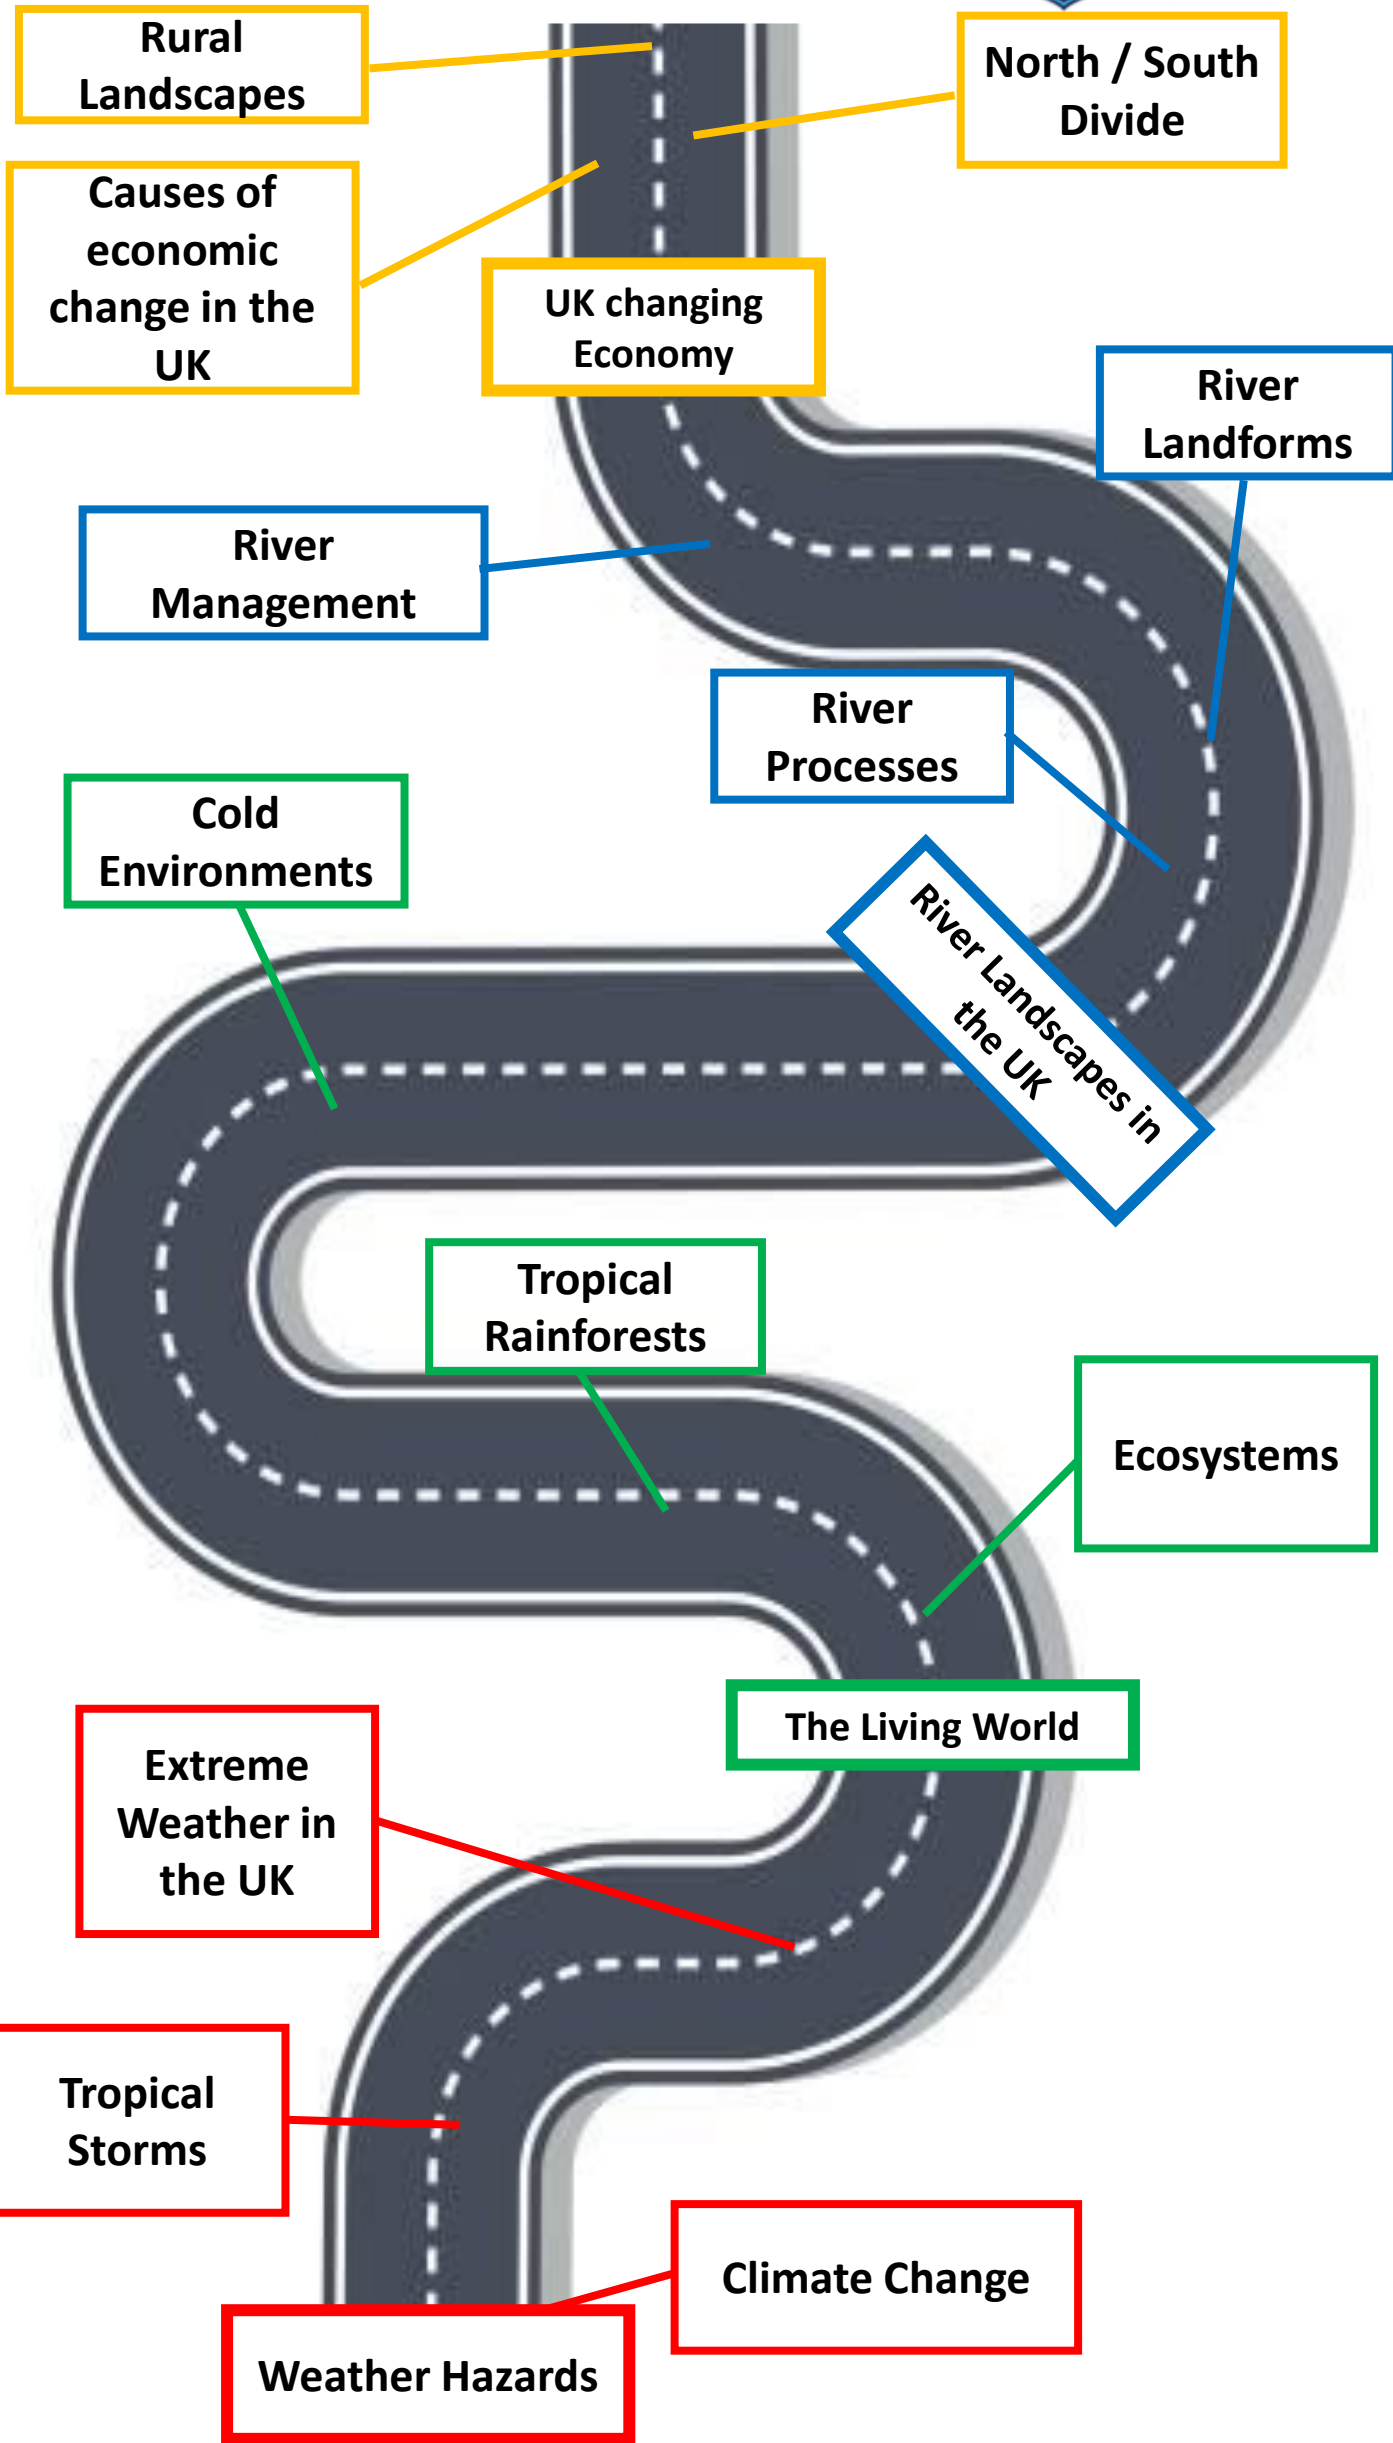 Rural
Landscapes
North / South
Divide
Causes of
economic
change in the
UK
UK changing
Economy
River
Landforms
River
Management
River
Processes
Cold
Environments
River Landscapes in
the UK
Tropical
Rainforests
Ecosystems
The Living World
Extreme
Weather in
the UK
Tropical
Storms
Climate Change
Weather Hazards